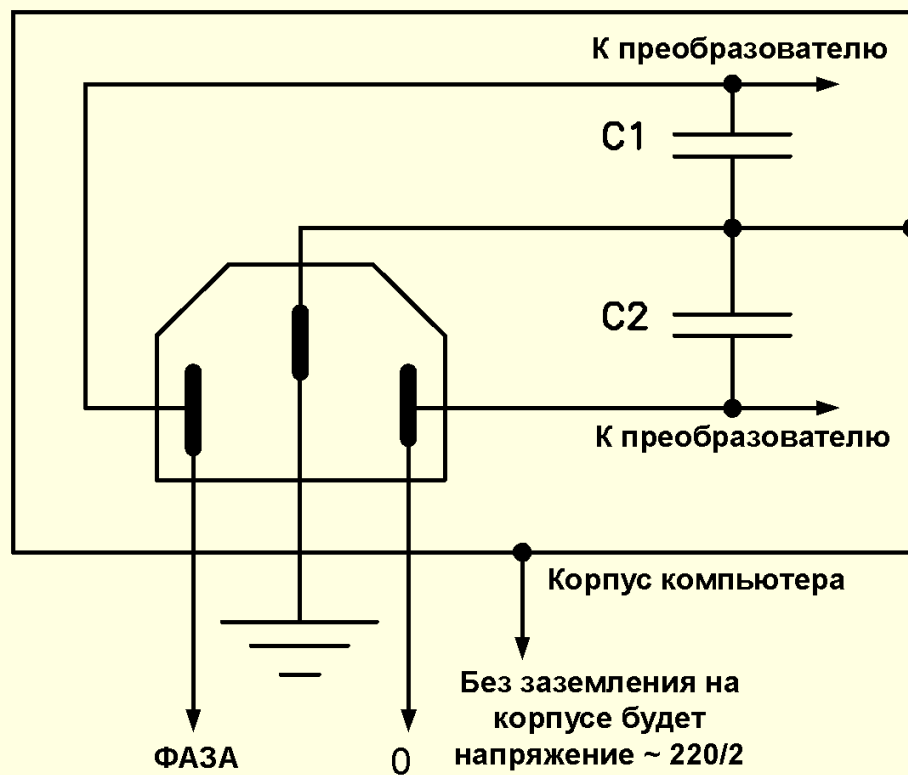 К преобразователю
C1
C2
К преобразователю
Корпус компьютера
Без заземления на
корпусе будет
напряжение ~ 220/2
ФАЗА
0